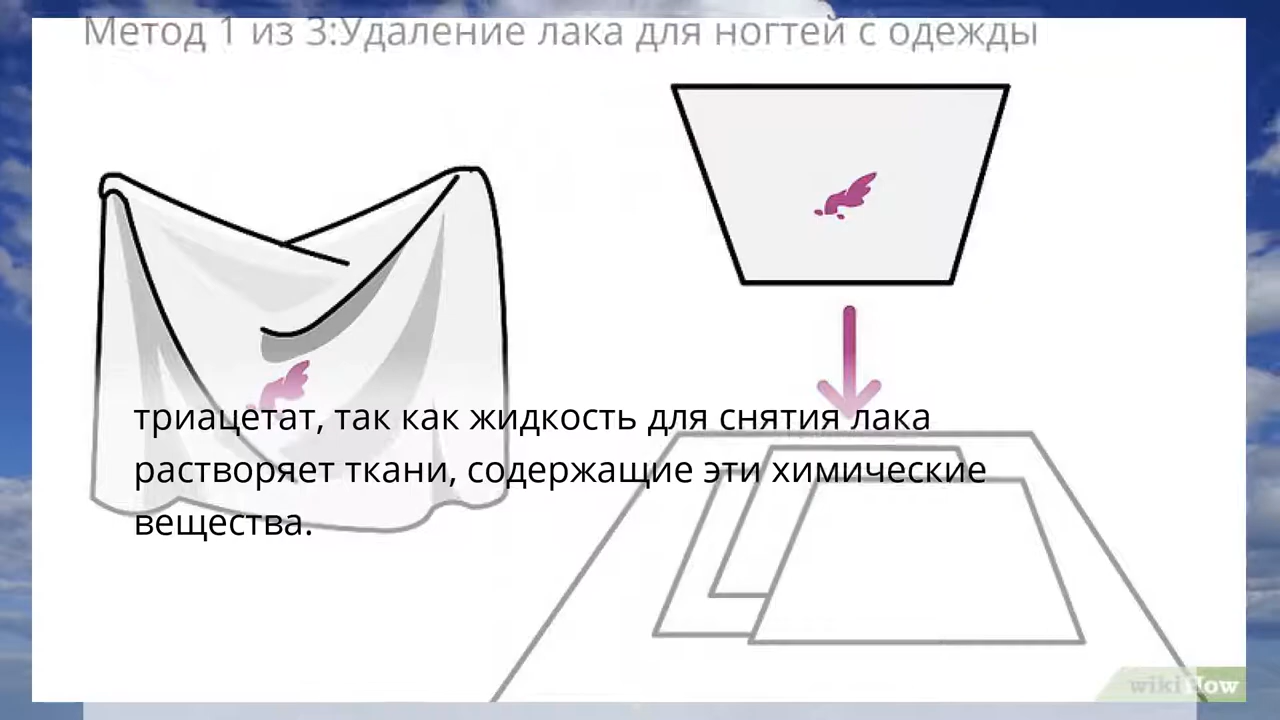 Метод 1 из 3:Удаление лака для ногтей с одежды
триацетат, так как жидкость для снятия лака
растворяет ткани, содержащие эти химические
вещества.
wikiHow